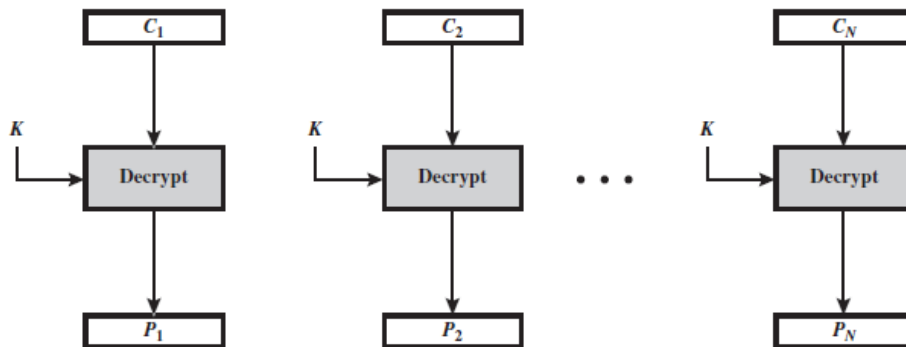 C1 C2 CN
K K K
Decrypt Decrypt • • • Decrypt
P1 P2 PN